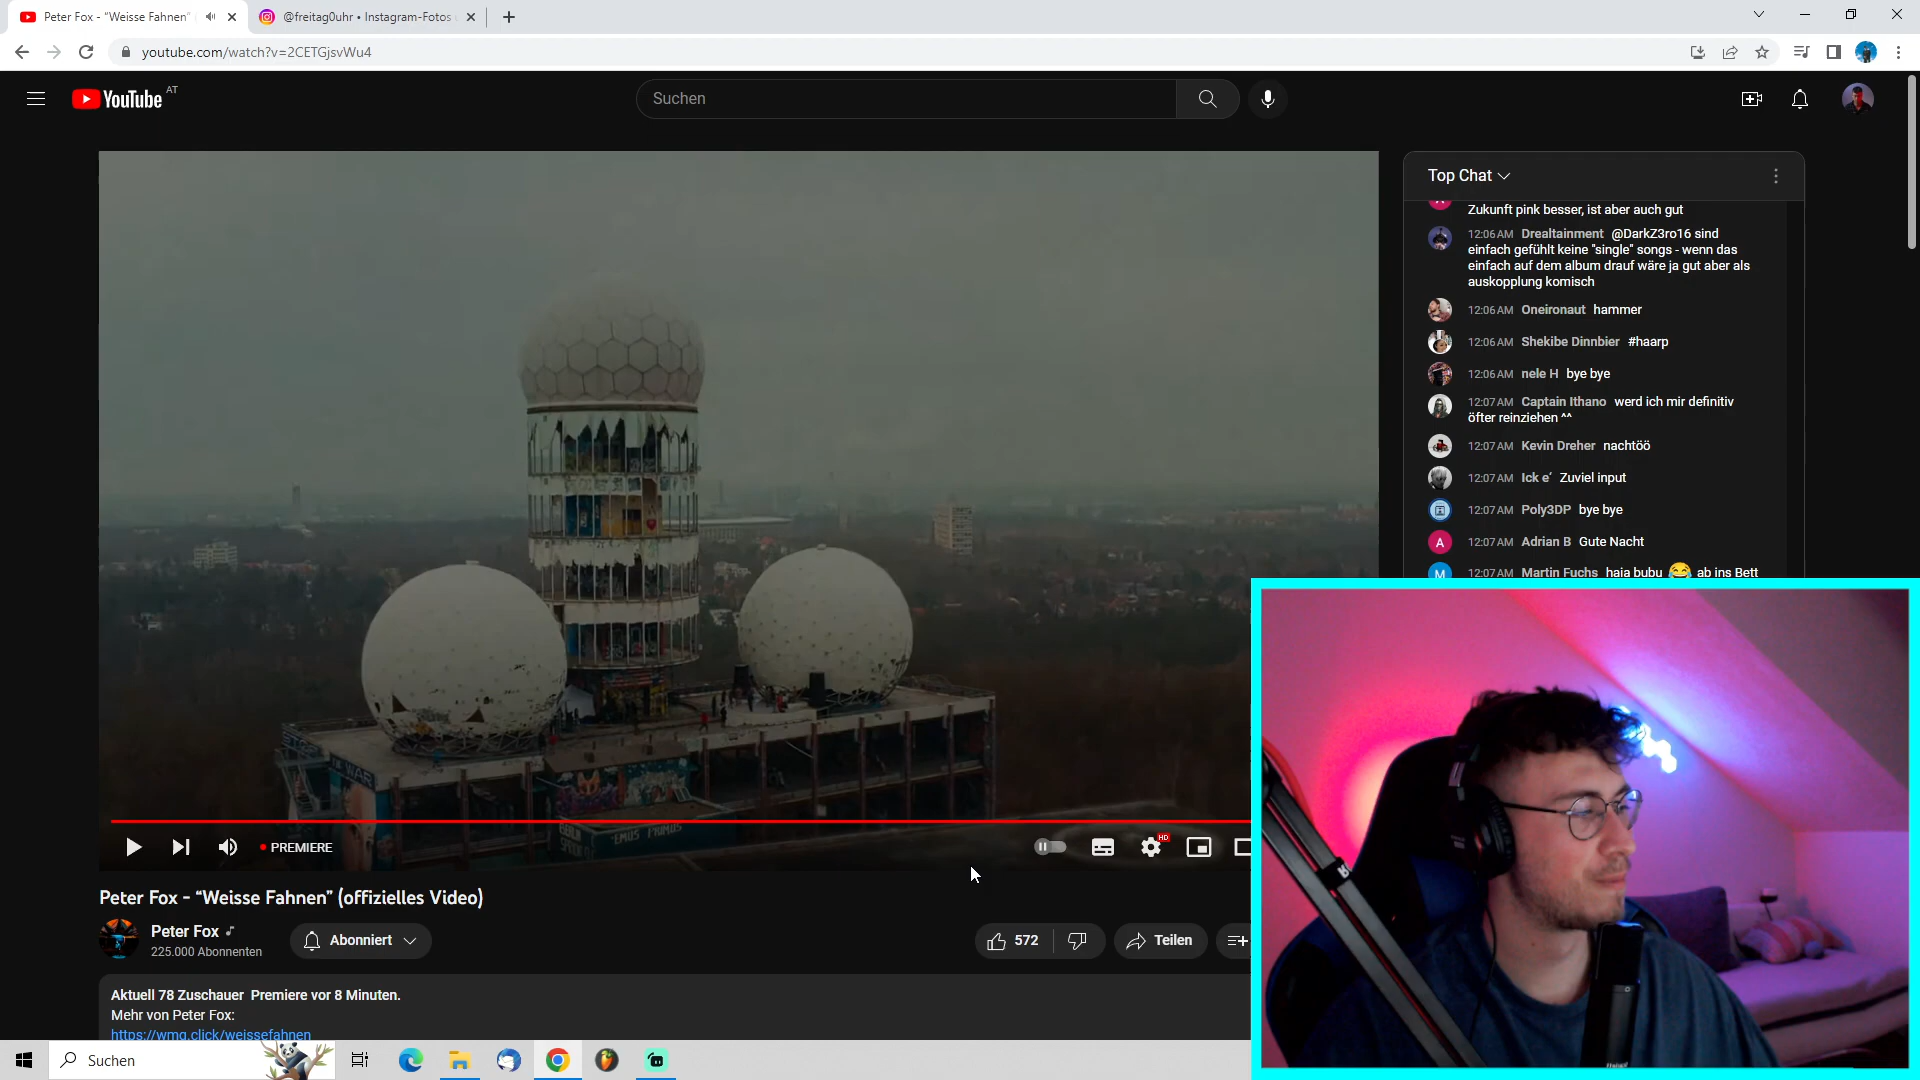 Peter Fox - “Weisse Fahnen”
@freitag0uhr • Instagram-Fotos
youtube.com/watch?v=2CETGjsvWu4
YouTube AT
Suchen
Top Chat
Zukunft pink besser, ist aber auch gut
12:06 AM Drealtainment @DarkZ3ro16 sind
einfach gefühlt keine "single" songs - wenn das
einfach auf dem album drauf wäre ja gut aber als
auskopplung komisch
12:06 AM Oneironaut hammer
12:06 AM Shekibe Dinnbier #haarp
12:06 AM nele H bye bye
12:07 AM Captain Ithano werd ich mir definitiv
öfter reinziehen ^^
12:07 AM Kevin Dreher nachtöö
12:07 AM Ick e´ Zuviel input
12:07 AM Poly3DP bye bye
A 12:07 AM Adrian B Gute Nacht
M 12:07 AM Martin Fuchs haia bubu 😂 ab ins Bett
PREMIERE
HD
Peter Fox - “Weisse Fahnen” (offizielles Video)
Peter Fox
225.000 Abonnenten
Abonniert
572
Teilen
Aktuell 78 Zuschauer Premiere vor 8 Minuten.
Mehr von Peter Fox:
https://wmg.click/weissefahnen
Suchen